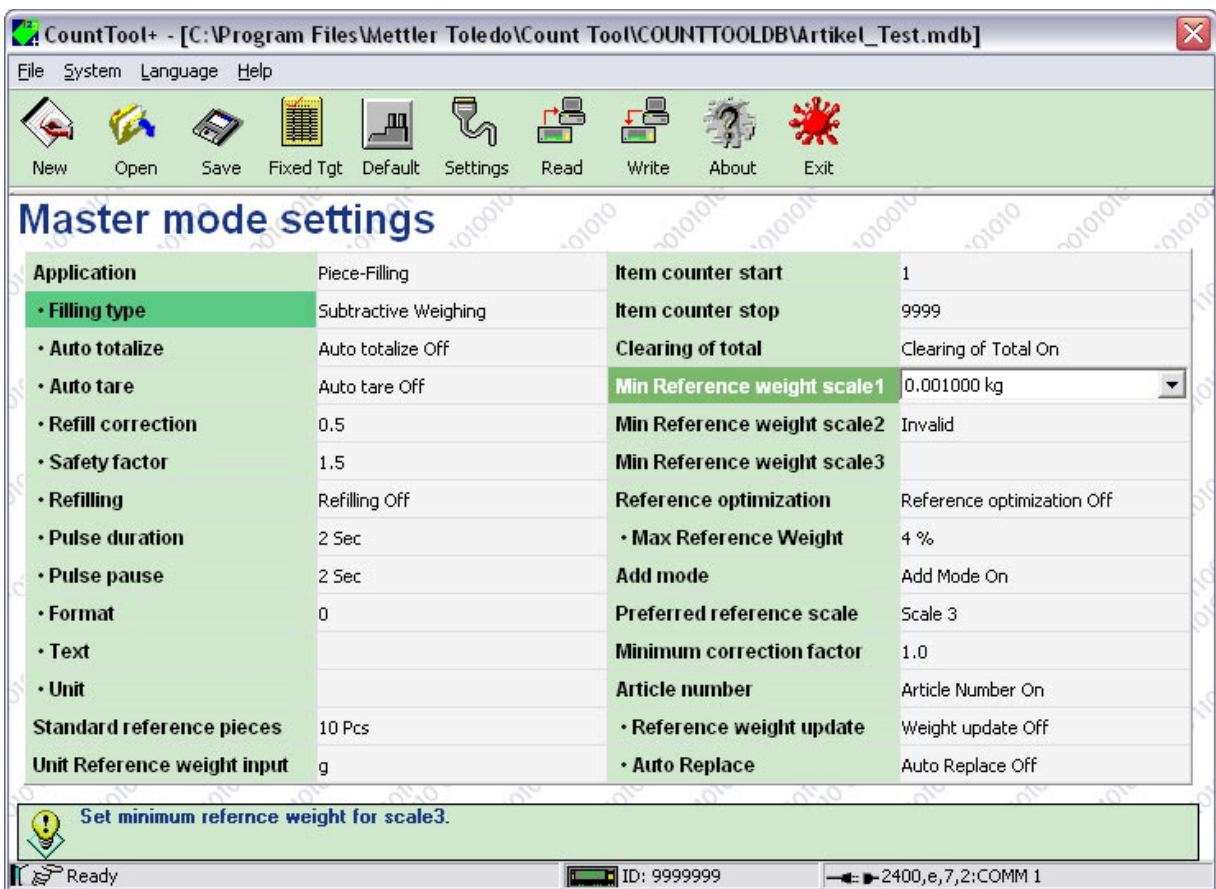 CountTool+ - [C:\Program Files\Mettler Toledo\Count Tool\COUNTTOOLDB\Artikel_Test.mdb]
File System Language Help
New Open Save Fixed Tgt Default Settings Read Write About Exit
Master mode settings
Application Piece-Filling Item counter start 1
• Filling type Subtractive Weighing Item counter stop 9999
• Auto totalize Auto totalize Off Clearing of total Clearing of Total On
• Auto tare Auto tare Off Min Reference weight scale1 0.001000 kg
• Refill correction 0.5 Min Reference weight scale2 Invalid
• Safety factor 1.5 Min Reference weight scale3
• Refilling Refilling Off Reference optimization Reference optimization Off
• Pulse duration 2 Sec • Max Reference Weight 4 %
• Pulse pause 2 Sec Add mode Add Mode On
• Format 0 Preferred reference scale Scale 3
• Text Minimum correction factor 1.0
• Unit Article number Article Number On
Standard reference pieces 10 Pcs • Reference weight update Weight update Off
Unit Reference weight input g • Auto Replace Auto Replace Off
Set minimum refernce weight for scale3.
Ready ID: 9999999 2400,e,7,2:COMM 1